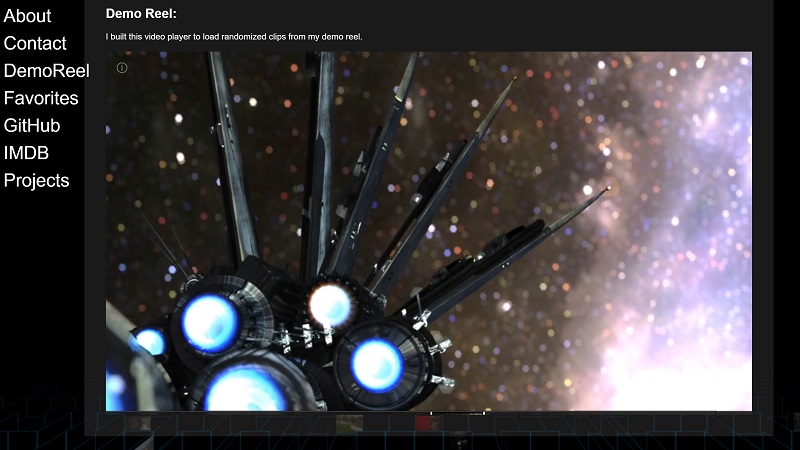 About
Contact
DemoReel
Favorites
GitHub
IMDB
Projects
Demo Reel:
I built this video player to load randomized clips from my demo reel.